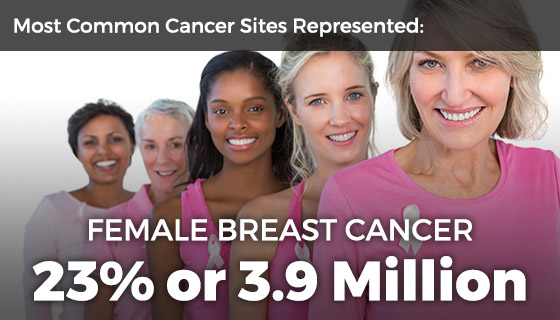 Most Common Cancer Sites Represented:
FEMALE BREAST CANCER
23% or 3.9 Million